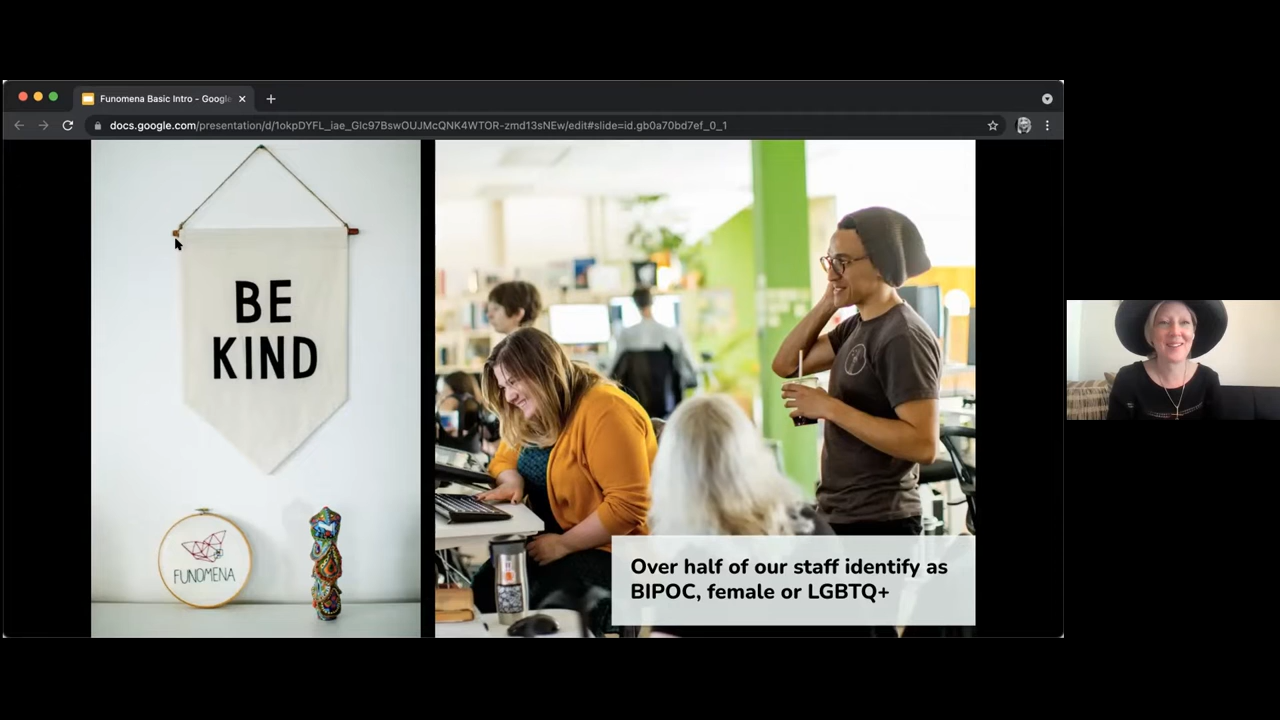 Funomena Basic Intro - Google
docs.google.com/presentation/d/1okpDYFL_iae_Glc97BswOUJMcQNK4WTOR-zmd13sNEw/edit#slide=id.gb0a70bd7ef_0_1
BE
KIND
FUNOMENA
Over half of our staff identify as
BIPOC, female or LGBTQ+